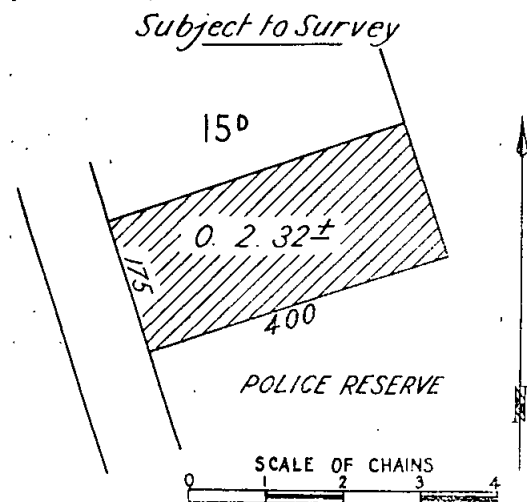 Subject to Survey
15D
0. 2. 32±
175
400
POLICE RESERVE
SCALE OF CHAINS
0 1 2 3 4